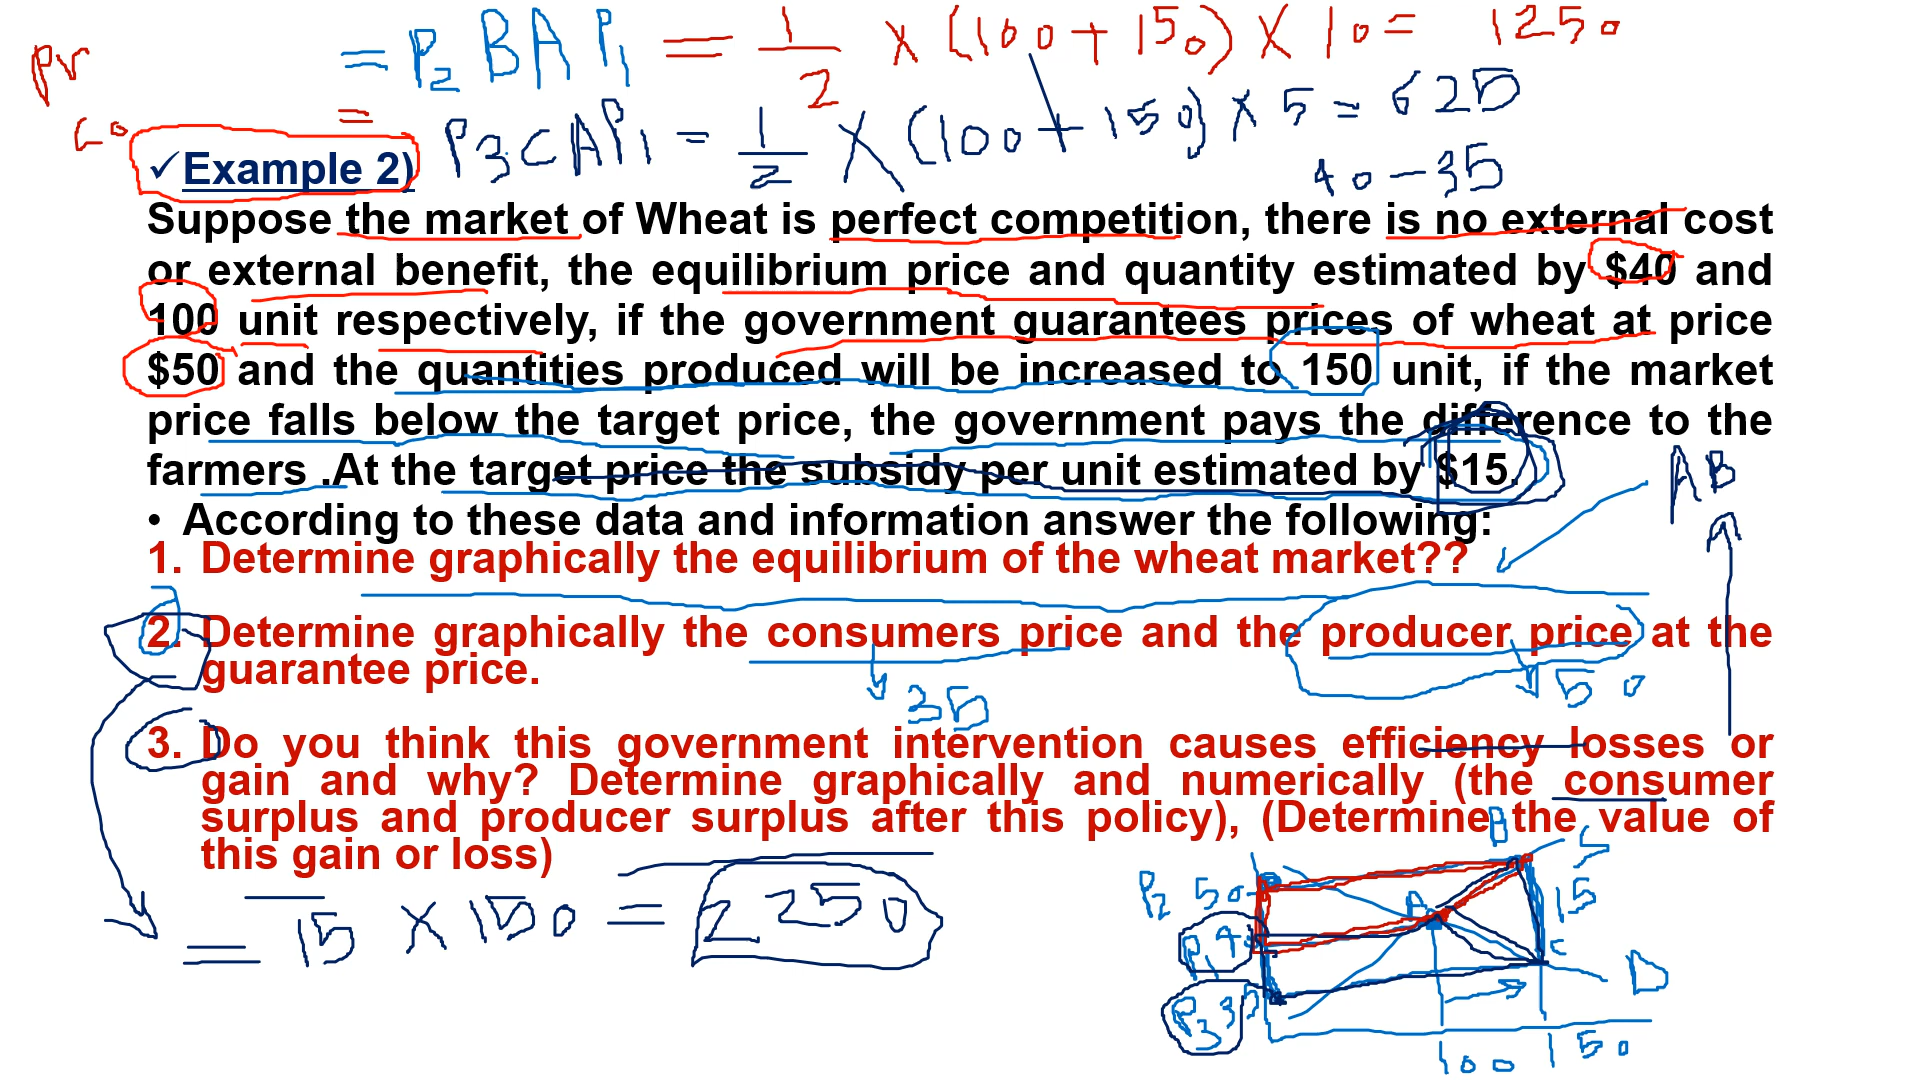 pr = P2 BA P1 = 1/2 × (100 + 150) × 10 = 1250
co = P3CAP1 = 1/2 × (100 + 150) × 5 = 625
40 - 35
✓Example 2)
Suppose the market of Wheat is perfect competition, there is no external cost
or external benefit, the equilibrium price and quantity estimated by $40 and
100 unit respectively, if the government guarantees prices of wheat at price
$50 and the quantities produced will be increased to 150 unit, if the market
price falls below the target price, the government pays the difference to the
farmers .At the target price the subsidy per unit estimated by $15.
AB
• According to these data and information answer the following:
1. Determine graphically the equilibrium of the wheat market??
2. Determine graphically the consumers price and the producer price at the
guarantee price.
35
50
3. Do you think this government intervention causes efficiency losses or
gain and why? Determine graphically and numerically (the consumer
surplus and producer surplus after this policy), (Determine the value of
this gain or loss)
= 15 × 150 = 2250
B S
P2 50 A 15
P1 40 C
D
P3 35
100 150